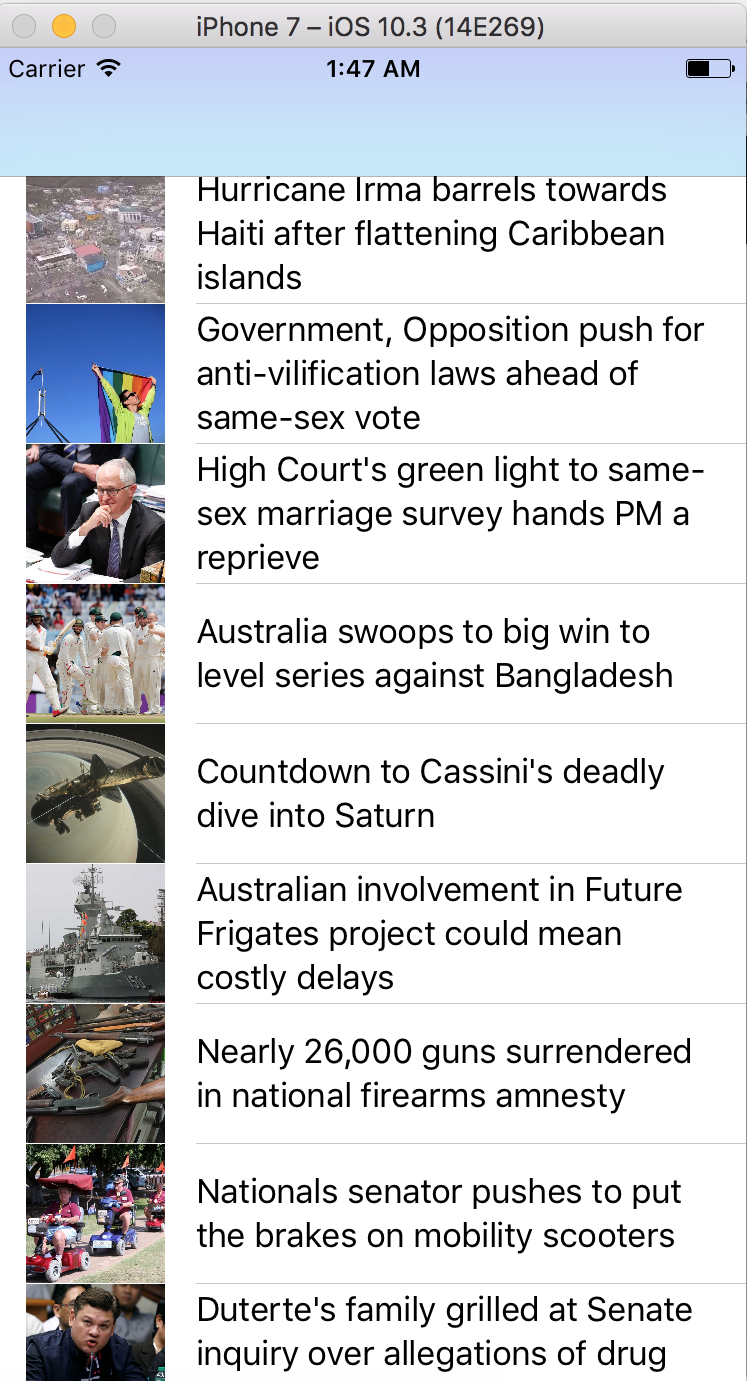 iPhone 7 – iOS 10.3 (14E269)
Carrier 1:47 AM
Hurricane Irma barrels towards
Haiti after flattening Caribbean
islands
Government, Opposition push for
anti-vilification laws ahead of
same-sex vote
High Court's green light to same-
sex marriage survey hands PM a
reprieve
Australia swoops to big win to
level series against Bangladesh
Countdown to Cassini's deadly
dive into Saturn
Australian involvement in Future
Frigates project could mean
costly delays
150
Nearly 26,000 guns surrendered
in national firearms amnesty
Nationals senator pushes to put
the brakes on mobility scooters
Duterte's family grilled at Senate
inquiry over allegations of drug